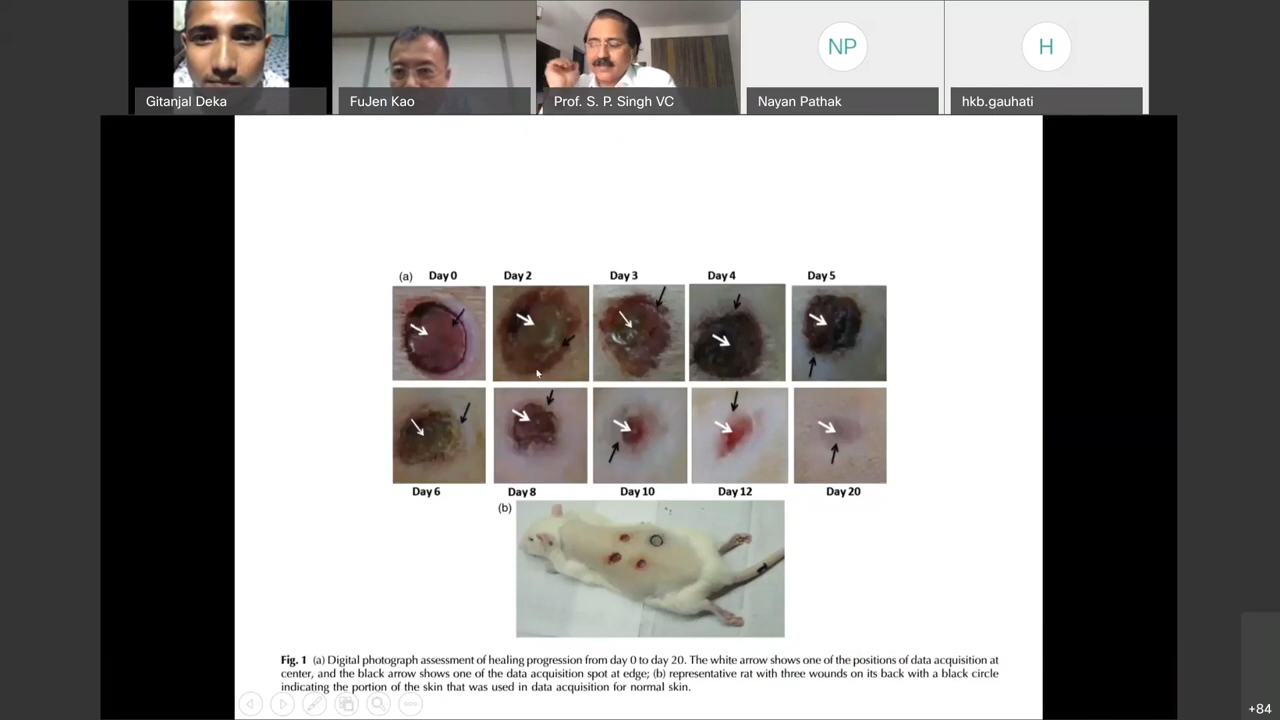 Gitanjal Deka
FuJen Kao
Prof. S. P. Singh VC
NP
Nayan Pathak
H
hkb.gauhati
(a) Day 0 Day 2 Day 3 Day 4 Day 5
Day 6 Day 8 Day 10 Day 12 Day 20
(b)
Fig. 1 (a) Digital photograph assessment of healing progression from day 0 to day 20. The white arrow shows one of the positions of data acquisition at
center, and the black arrow shows one of the data acquisition spot at edge; (b) representative rat with three wounds on its back with a black circle
indicating the portion of the skin that was used in data acquisition for normal skin.
+84